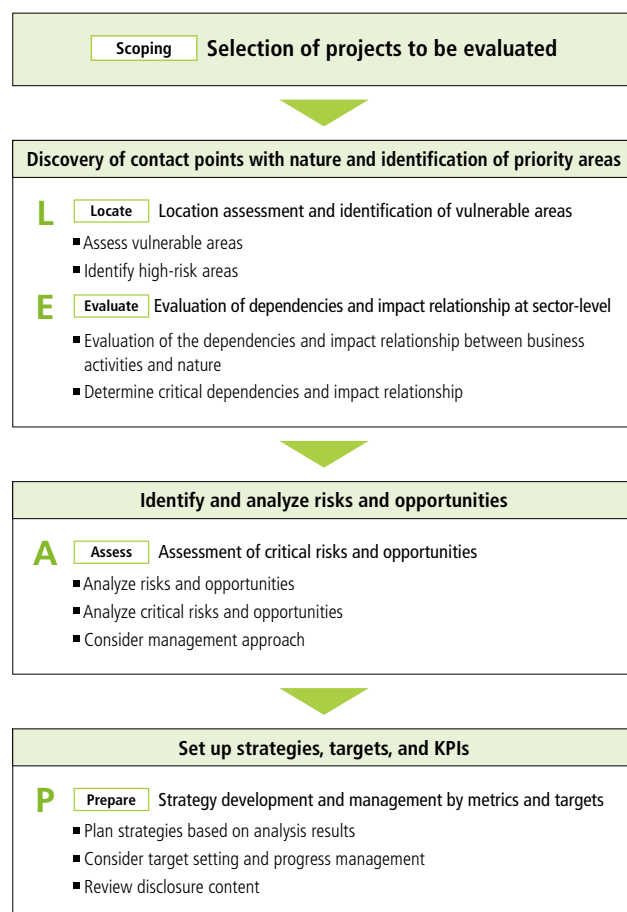 Scoping Selection of projects to be evaluated
Discovery of contact points with nature and identification of priority areas
L Locate Location assessment and identification of vulnerable areas
■ Assess vulnerable areas
■ Identify high-risk areas
E Evaluate Evaluation of dependencies and impact relationship at sector-level
■ Evaluation of the dependencies and impact relationship between business
activities and nature
■ Determine critical dependencies and impact relationship
Identify and analyze risks and opportunities
A Assess Assessment of critical risks and opportunities
■ Analyze risks and opportunities
■ Analyze critical risks and opportunities
■ Consider management approach
Set up strategies, targets, and KPIs
P Prepare Strategy development and management by metrics and targets
■ Plan strategies based on analysis results
■ Consider target setting and progress management
■ Review disclosure content